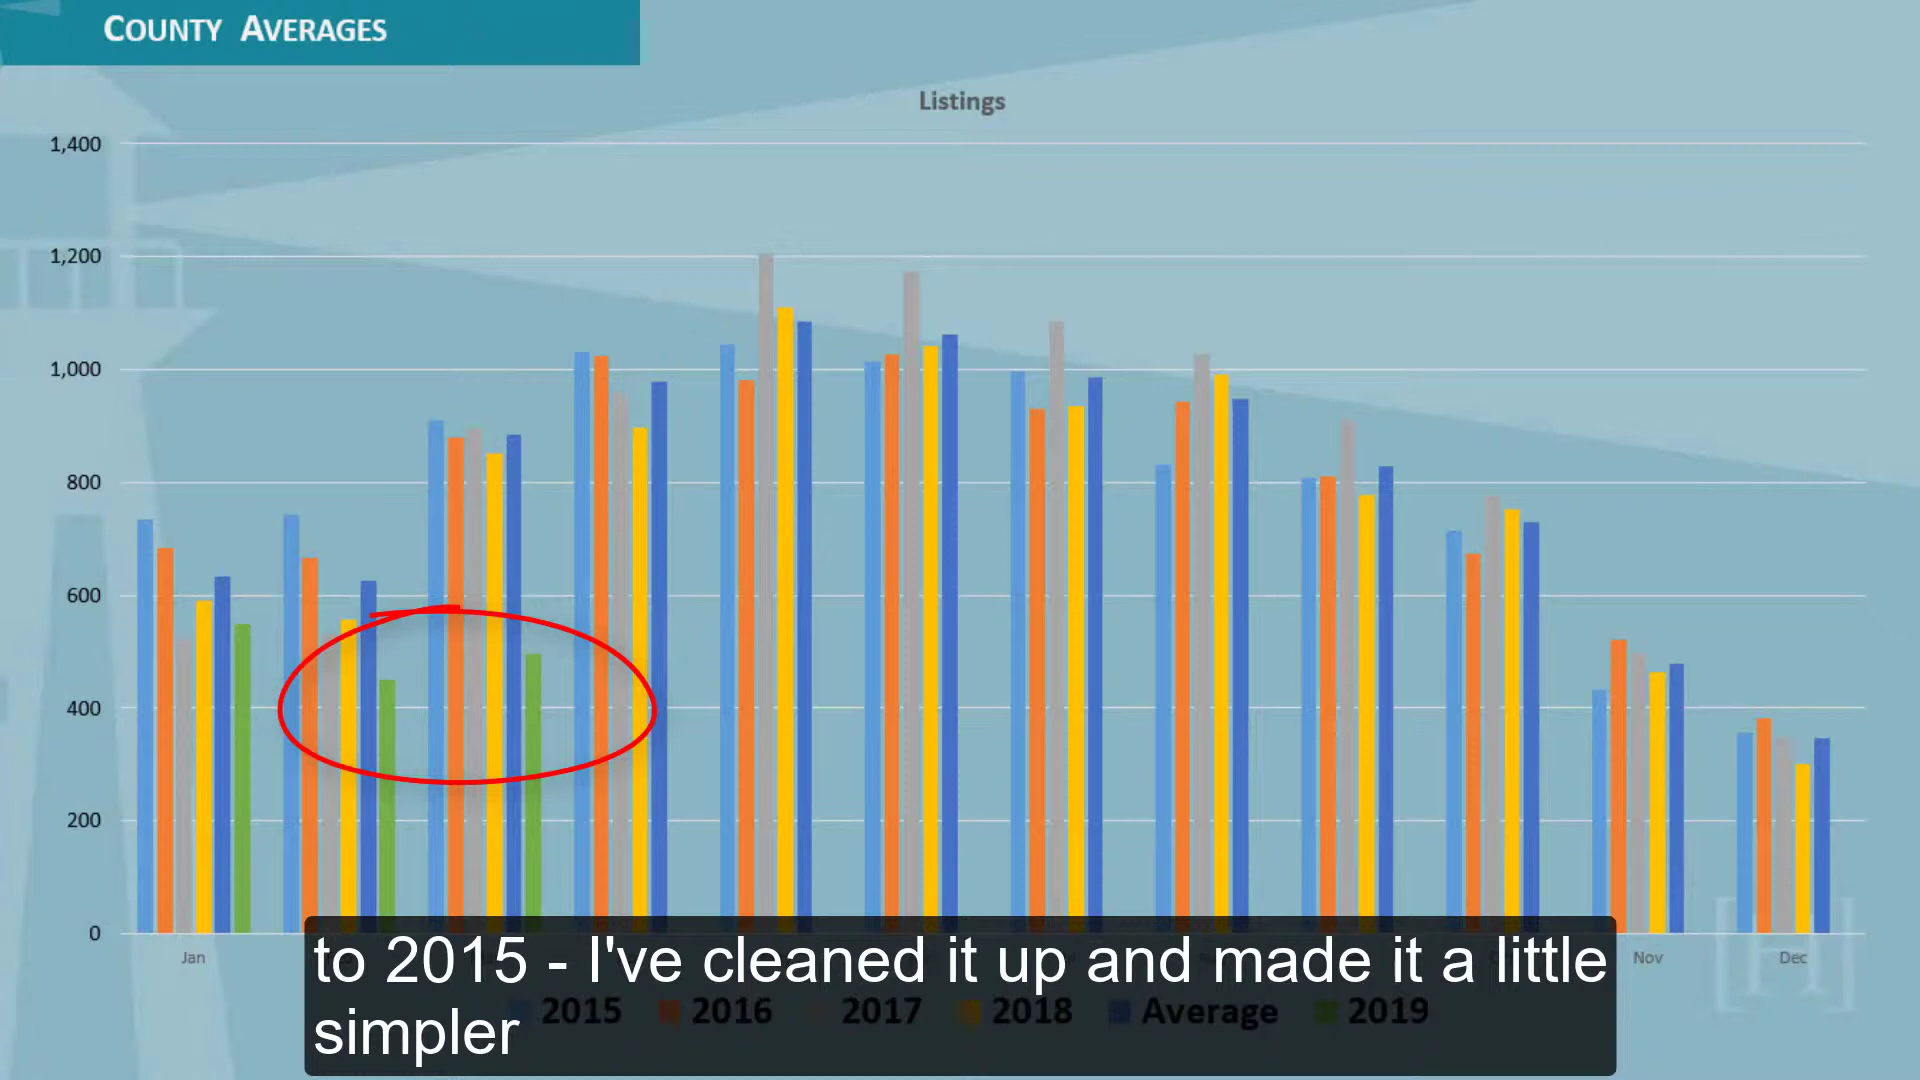 COUNTY AVERAGES
Listings
1,400
1,200
1,000
800
600
400
200
0
Jan
Nov
Dec
to 2015 - I've cleaned it up and made it a little
simpler
2015 2016 2017 2018 Average 2019
[H]